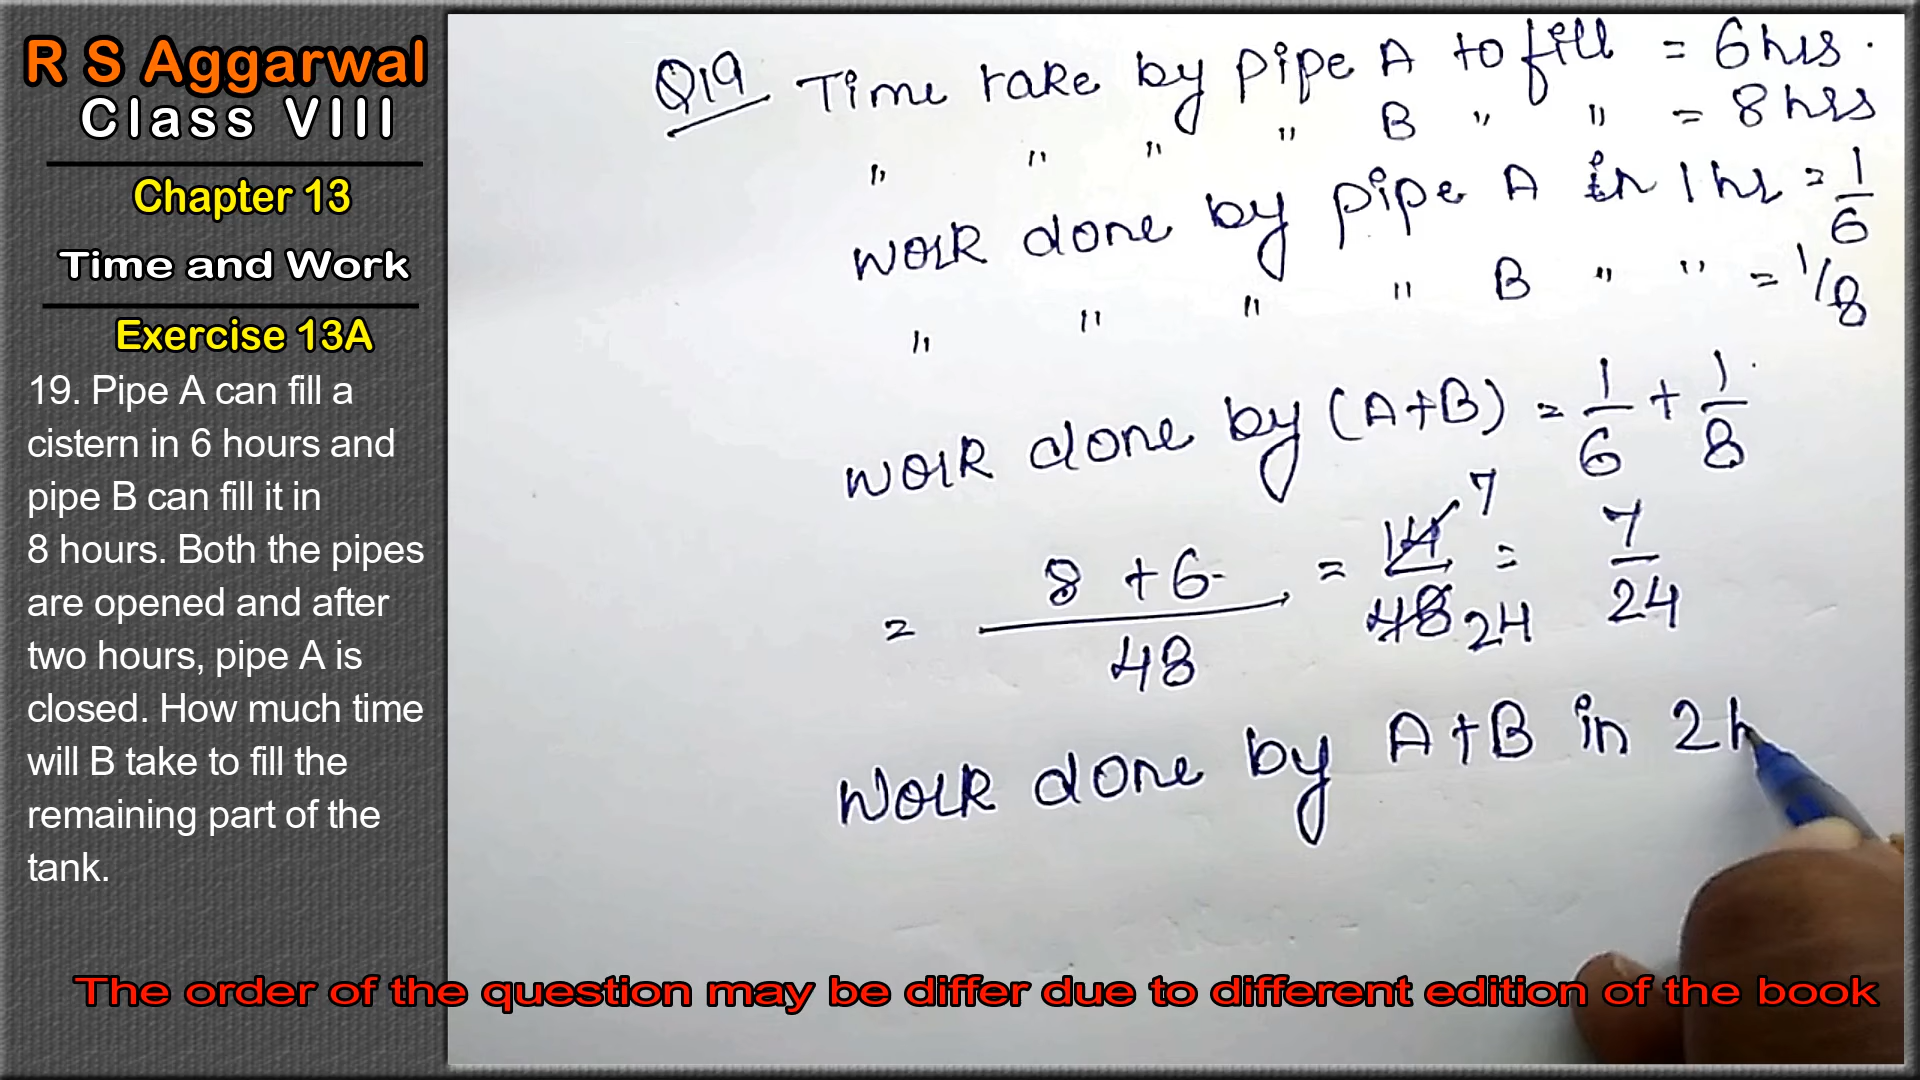 R S Aggarwal
Class VIII
Chapter 13
Time and Work
Exercise 13A
19. Pipe A can fill a
cistern in 6 hours and
pipe B can fill it in
8 hours. Both the pipes
are opened and after
two hours, pipe A is
closed. How much time
will B take to fill the
remaining part of the
tank.
Q19 Time take by pipe A to fill = 6 hrs.
" " " " B " " = 8 hrs
Work done by pipe A in 1 hr = 1/6
" " " " B " " = 1/8
Work done by (A+B) = 1/6 + 1/8
= 8 + 6 / 48 = 14 7 / 48 24 = 7/24
Work done by A+B in 2h
The order of the question may be differ due to different edition of the book